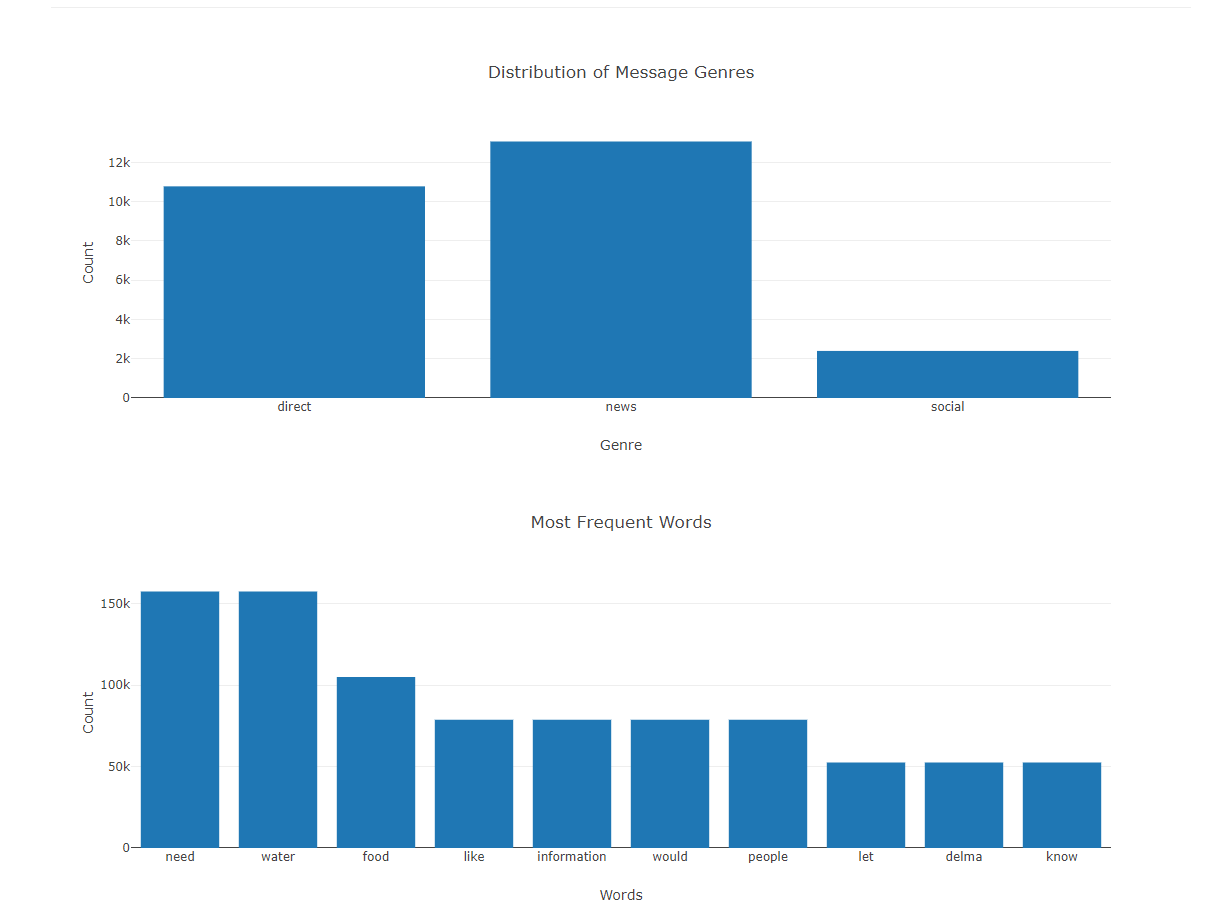 Distribution of Message Genres
12k
10k
8k
6k
4k
2k
0
Count
direct news social
Genre
Most Frequent Words
150k
100k
50k
0
Count
need water food like information would people let delma know
Words